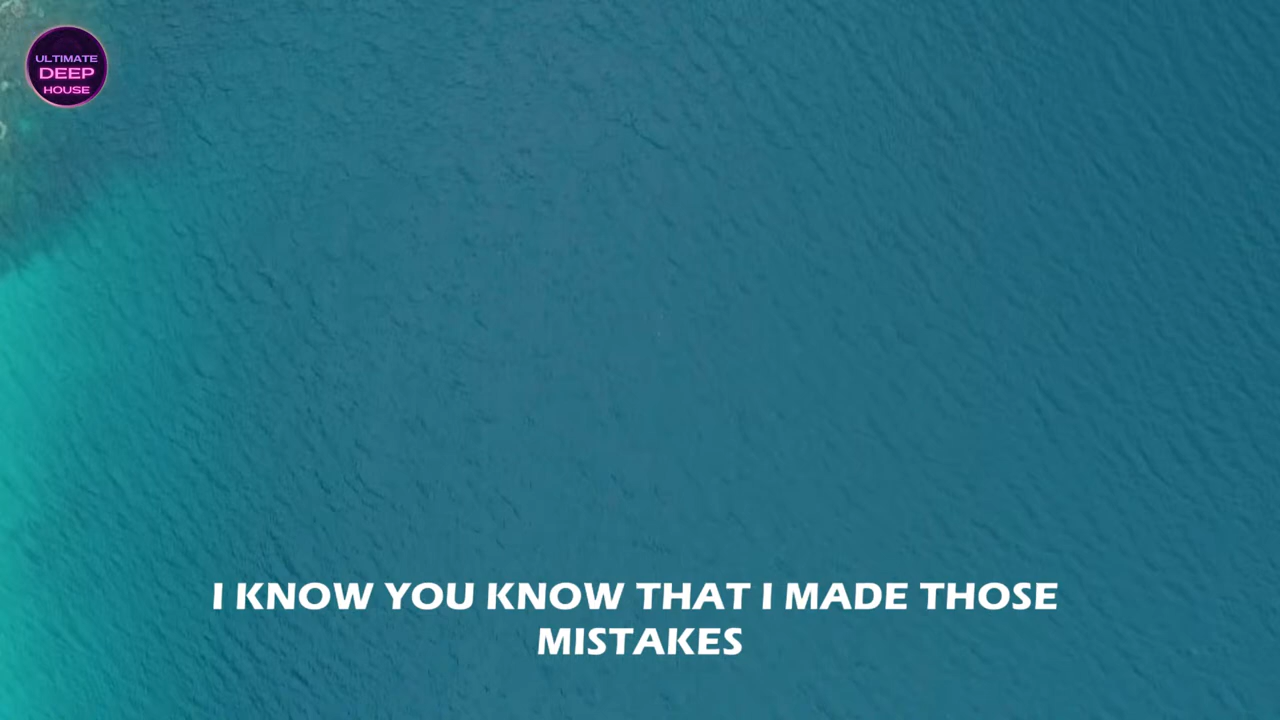 ULTIMATE
DEEP
HOUSE
I KNOW YOU KNOW THAT I MADE THOSE
MISTAKES